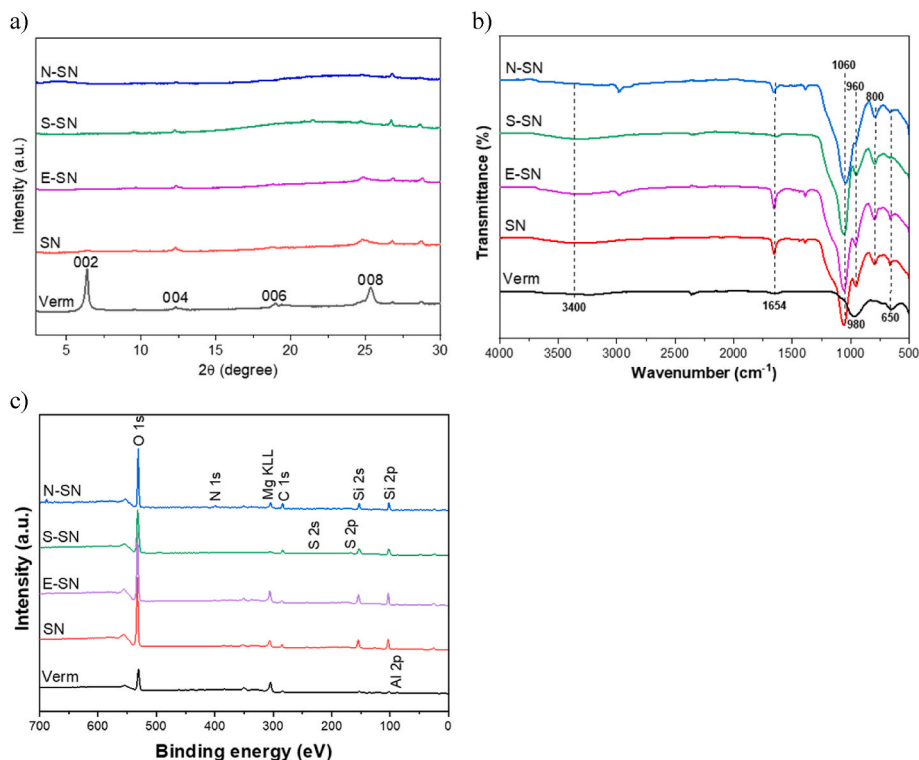 a)
N-SN
S-SN
E-SN
SN
002
Verm
004
006
008
Intensity (a.u.)
5 10 15 20 25 30
2θ (degree)
b)
N-SN
S-SN
E-SN
SN
Verm
1060
960
800
3400
1654
980
650
Transmittance (%)
4000 3500 3000 2500 2000 1500 1000 500
Wavenumber (cm⁻¹)
c)
O 1s
N 1s
Mg KLL
C 1s
Si 2s
Si 2p
S 2s
S 2p
Al 2p
N-SN
S-SN
E-SN
SN
Verm
Intensity (a.u.)
700 600 500 400 300 200 100 0
Binding energy (eV)